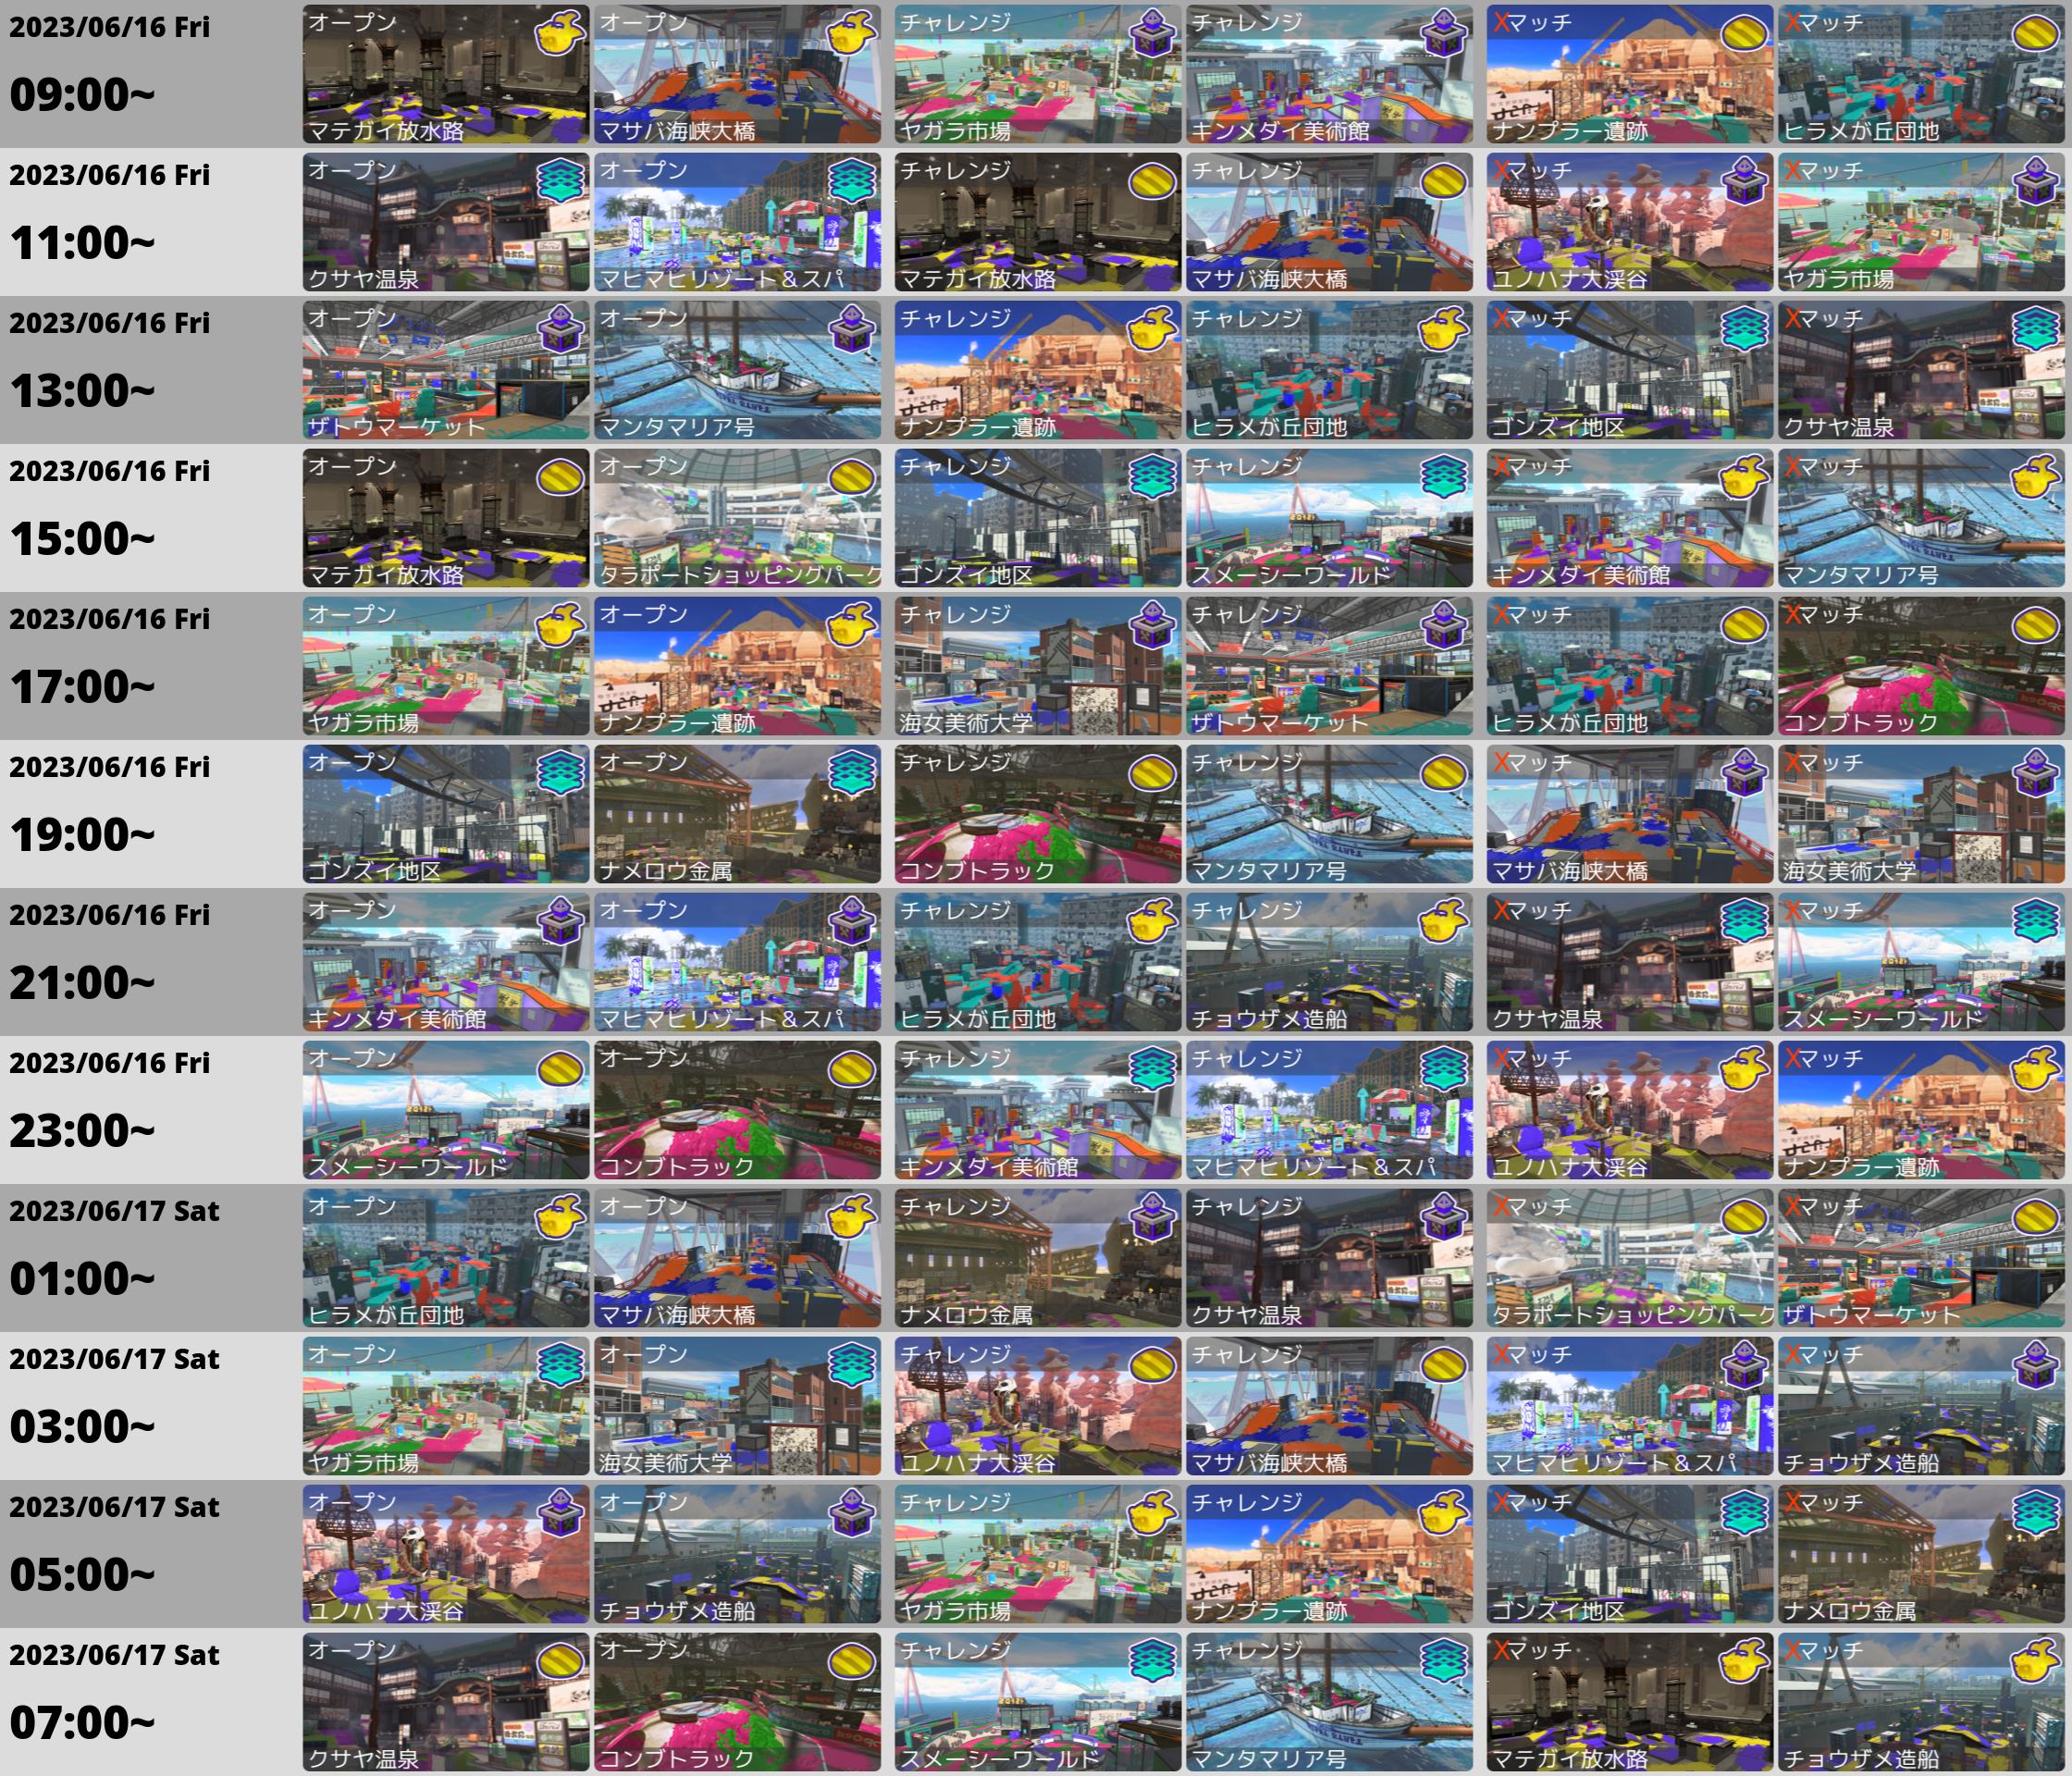 2023/06/16 Fri
09:00~
オープン
マテガイ放水路
オープン
マサバ海峡大橋
チャレンジ
ヤガラ市場
チャレンジ
キンメダイ美術館
Xマッチ
ナンプラー遺跡
Xマッチ
ヒラメが丘団地
2023/06/16 Fri
11:00~
オープン
クサヤ温泉
オープン
マヒマヒリゾート&スパ
チャレンジ
マテガイ放水路
チャレンジ
マサバ海峡大橋
Xマッチ
ユノハナ大渓谷
Xマッチ
ヤガラ市場
2023/06/16 Fri
13:00~
オープン
ザトウマーケット
オープン
マンタマリア号
チャレンジ
ナンプラー遺跡
チャレンジ
ヒラメが丘団地
Xマッチ
ゴンズイ地区
Xマッチ
クサヤ温泉
2023/06/16 Fri
15:00~
オープン
マテガイ放水路
オープン
タラポートショッピングパーク
チャレンジ
ゴンズイ地区
チャレンジ
スメーシーワールド
Xマッチ
キンメダイ美術館
Xマッチ
マンタマリア号
2023/06/16 Fri
17:00~
オープン
ヤガラ市場
オープン
ナンプラー遺跡
チャレンジ
海女美術大学
チャレンジ
ザトウマーケット
Xマッチ
ヒラメが丘団地
Xマッチ
コンブトラック
2023/06/16 Fri
19:00~
オープン
ゴンズイ地区
オープン
ナメロウ金属
チャレンジ
コンブトラック
チャレンジ
マンタマリア号
Xマッチ
マサバ海峡大橋
Xマッチ
海女美術大学
2023/06/16 Fri
21:00~
オープン
キンメダイ美術館
オープン
マヒマヒリゾート&スパ
チャレンジ
ヒラメが丘団地
チャレンジ
チョウザメ造船
Xマッチ
クサヤ温泉
Xマッチ
スメーシーワールド
2023/06/16 Fri
23:00~
オープン
スメーシーワールド
オープン
コンブトラック
チャレンジ
キンメダイ美術館
チャレンジ
マヒマヒリゾート&スパ
Xマッチ
ユノハナ大渓谷
Xマッチ
ナンプラー遺跡
2023/06/17 Sat
01:00~
オープン
ヒラメが丘団地
オープン
マサバ海峡大橋
チャレンジ
ナメロウ金属
チャレンジ
クサヤ温泉
Xマッチ
タラポートショッピングパーク
Xマッチ
ザトウマーケット
2023/06/17 Sat
03:00~
オープン
ヤガラ市場
オープン
海女美術大学
チャレンジ
ユノハナ大渓谷
チャレンジ
マサバ海峡大橋
Xマッチ
マヒマヒリゾート&スパ
Xマッチ
チョウザメ造船
2023/06/17 Sat
05:00~
オープン
ユノハナ大渓谷
オープン
チョウザメ造船
チャレンジ
ヤガラ市場
チャレンジ
ナンプラー遺跡
Xマッチ
ゴンズイ地区
Xマッチ
ナメロウ金属
2023/06/17 Sat
07:00~
オープン
クサヤ温泉
オープン
コンブトラック
チャレンジ
スメーシーワールド
チャレンジ
マンタマリア号
Xマッチ
マテガイ放水路
Xマッチ
チョウザメ造船